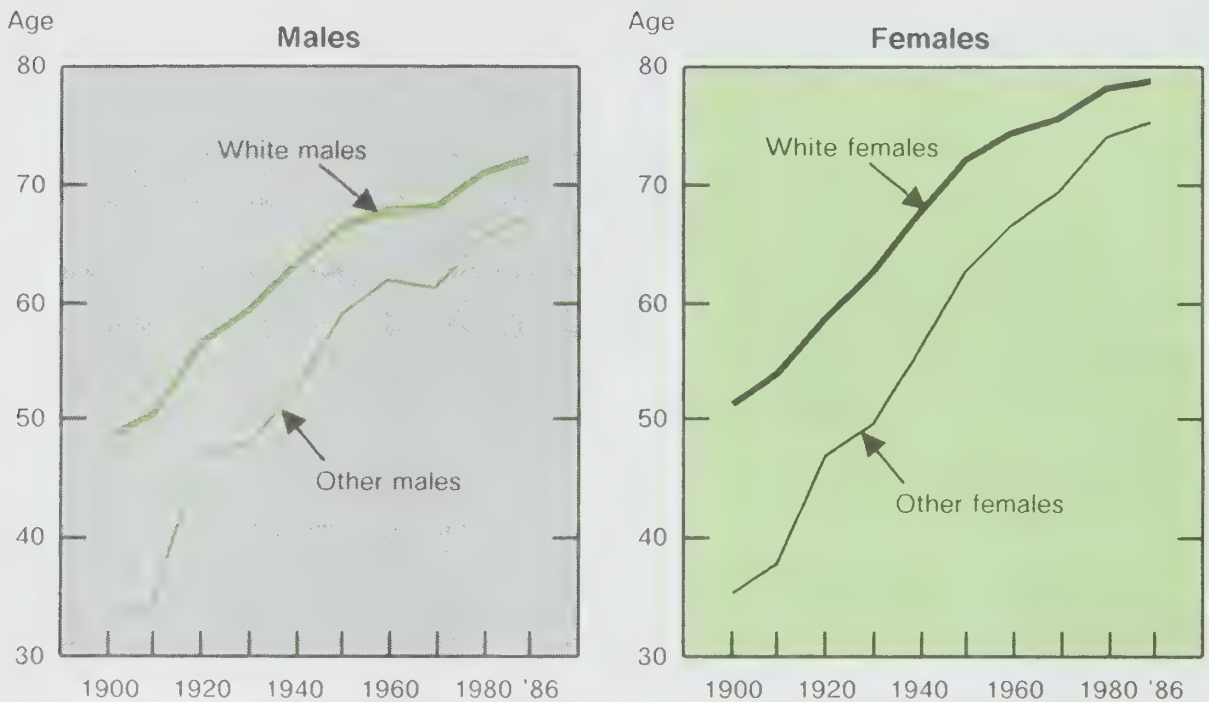 Age
Males
80
70
60
50
40
30
White males
Other males
1900 1920 1940 1960 1980 '86
Age
Females
80
70
60
50
40
30
White females
Other females
1900 1920 1940 1960 1980 '86